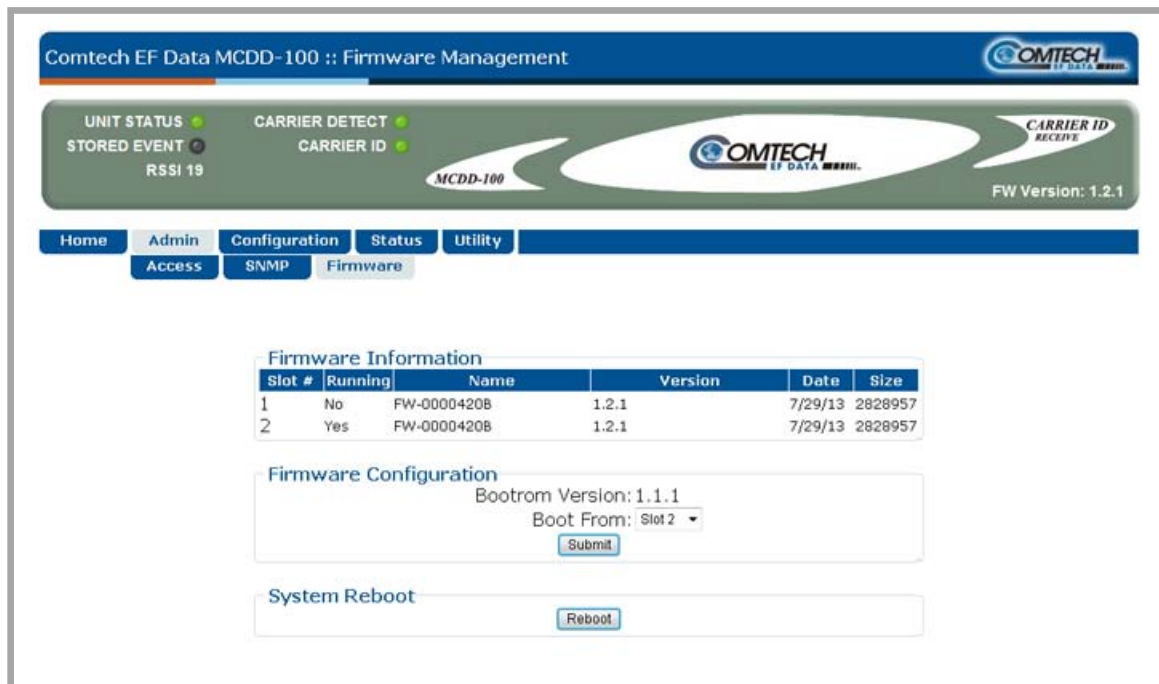 Comtech EF Data MCDD-100 :: Firmware Management
COMTECH
EF DATA
UNIT STATUS
CARRIER DETECT
STORED EVENT
CARRIER ID
RSSI 19
MCDD-100
COMTECH
EF DATA
CARRIER ID
RECEIVE
FW Version: 1.2.1
Home Admin Configuration Status Utility
Access SNMP Firmware
Firmware Information
Slot # Running Name Version Date Size
1 No FW-0000420B 1.2.1 7/29/13 2828957
2 Yes FW-0000420B 1.2.1 7/29/13 2828957
Firmware Configuration
Bootrom Version: 1.1.1
Boot From: Slot 2
Submit
System Reboot
Reboot